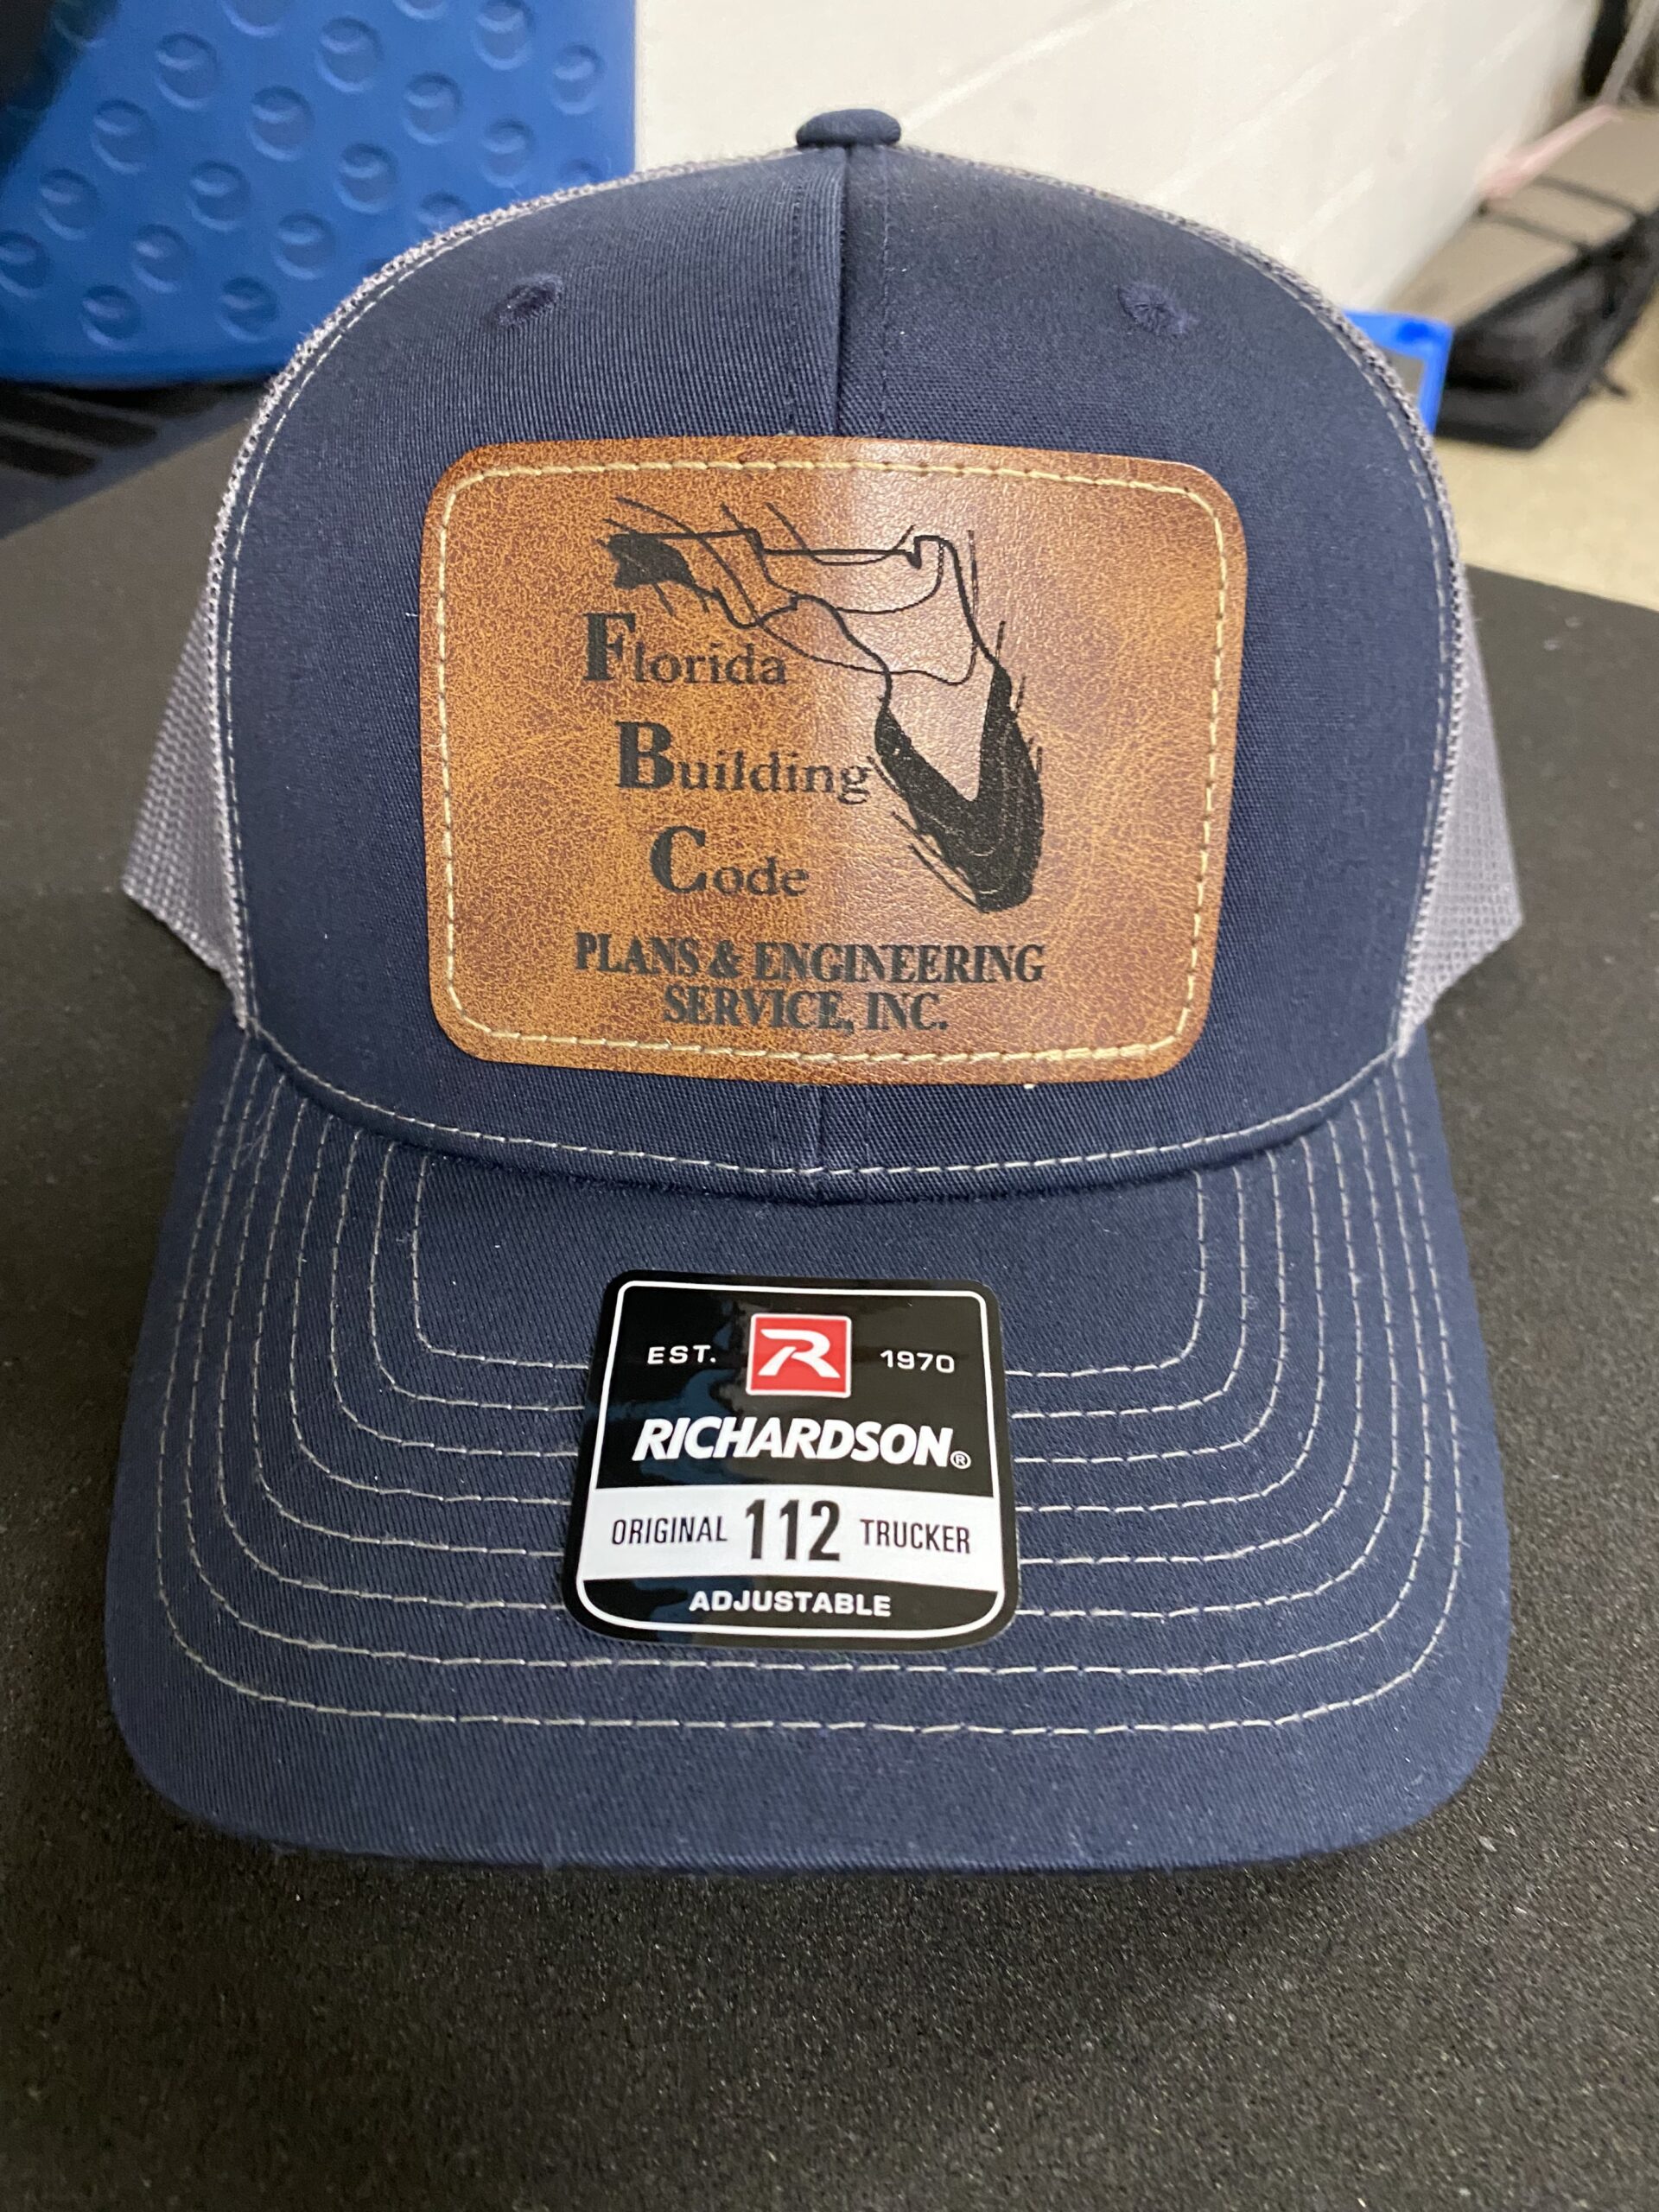 Florida
Building
Code
PLANS & ENGINEERING
SERVICE, INC.
EST. R 1970
RICHARDSON®
ORIGINAL 112 TRUCKER
ADJUSTABLE